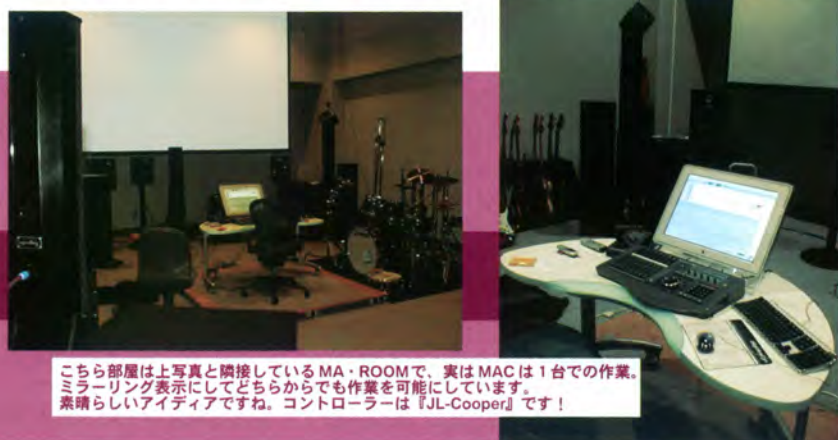 こちら部屋は上写真と隣接しているMA・ROOMで、実はMACは1台での作業。
ミラーリング表示にしてどちらからでも作業を可能にしています。
素晴らしいアイディアですね。コントローラーは『JL-Cooper』です！